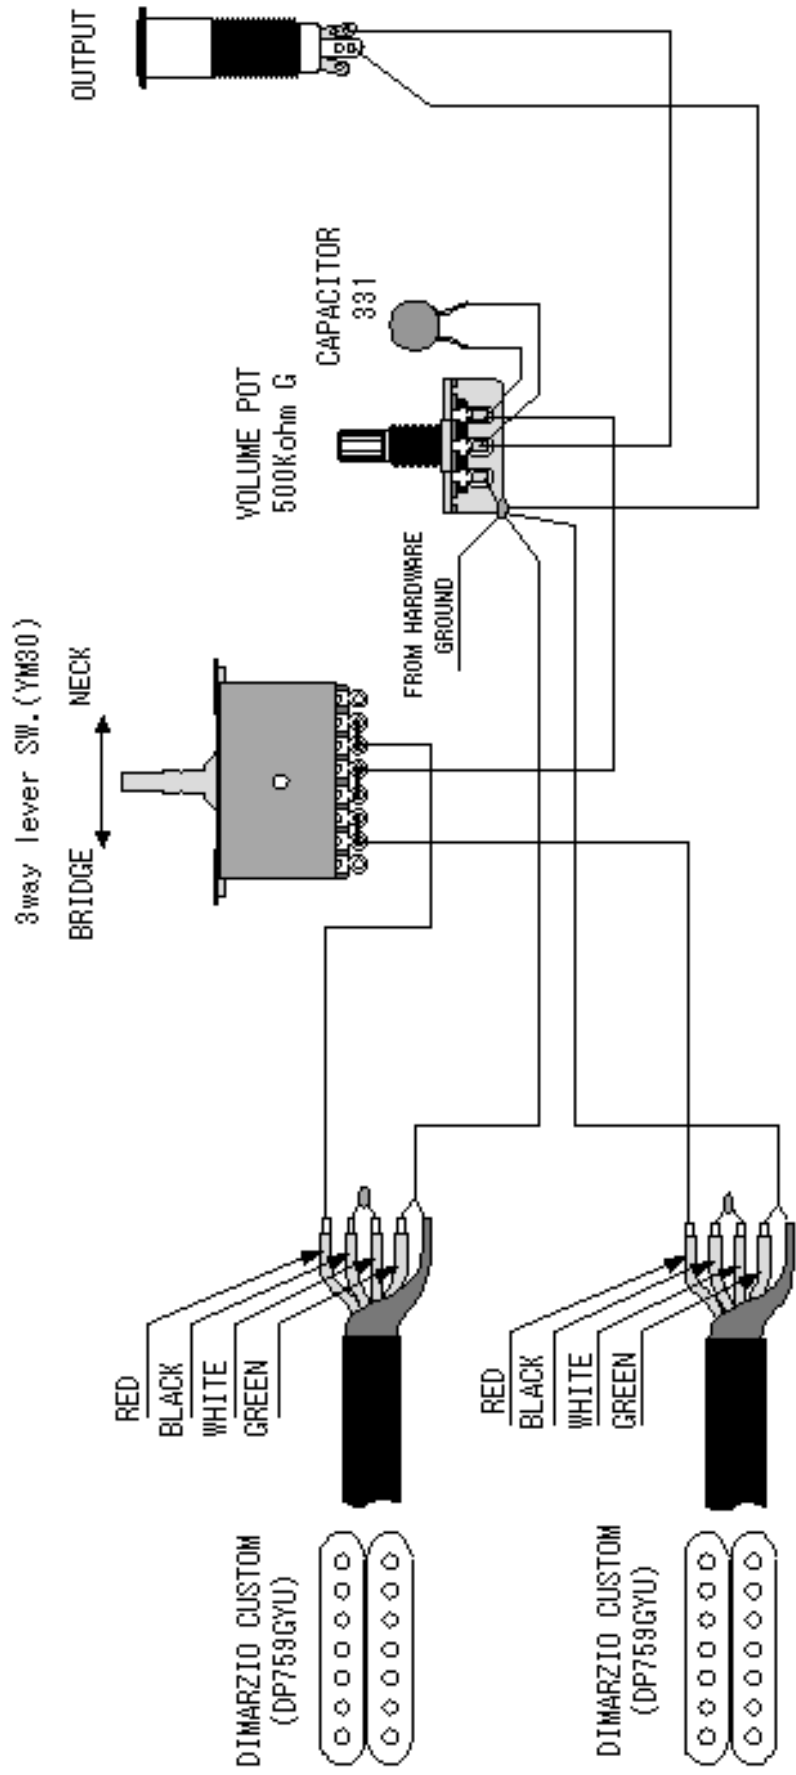 OUTPUT
CAPACITOR
331
VOLUME POT
500Kohm G
FROM HARDWARE
GROUND
3way lever SW.(YM30)
BRIDGE
NECK
RED
BLACK
WHITE
GREEN
RED
BLACK
WHITE
GREEN
DIMARZIO CUSTOM
(DP759GYU)
DIMARZIO CUSTOM
(DP759GYU)